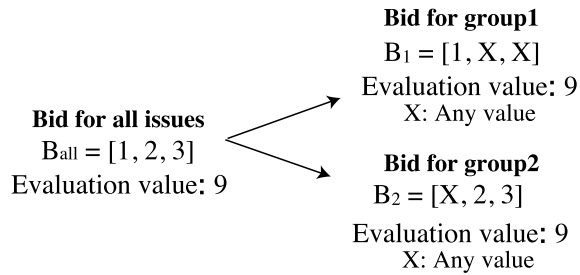 Bid for group1
B1 = [1, X, X]
Evaluation value: 9
X: Any value
Bid for all issues
Ball = [1, 2, 3]
Evaluation value: 9
Bid for group2
B2 = [X, 2, 3]
Evaluation value: 9
X: Any value